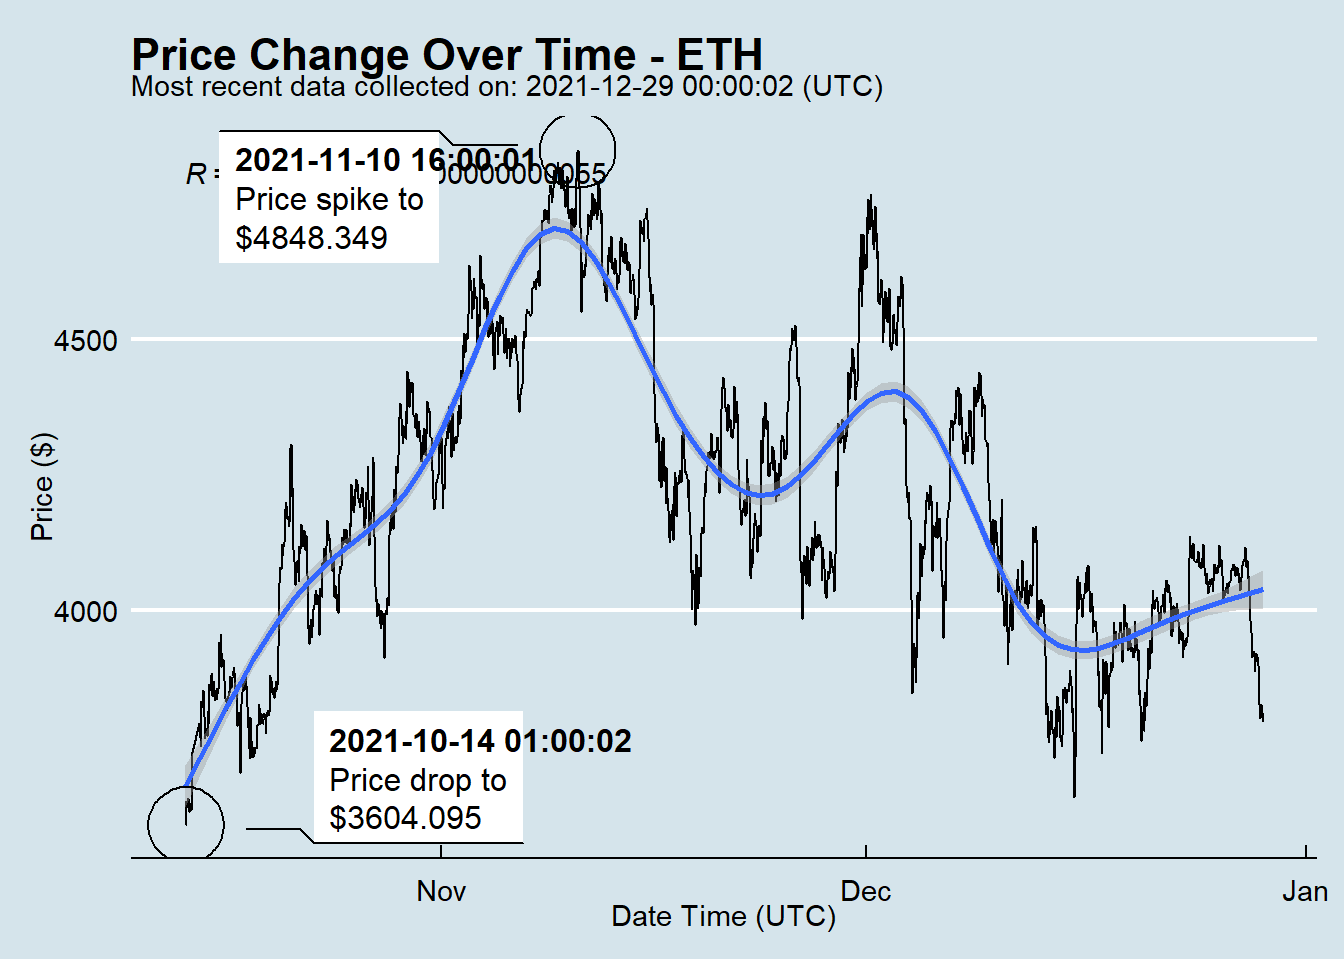 Price Change Over Time - ETH
Most recent data collected on: 2021-12-29 00:00:02 (UTC)
2021-11-10 16:00:01
R =
Price spike to
$4848.349
4500
Price ($)
4000
2021-10-14 01:00:02
Price drop to
$3604.095
Nov
Dec
Jan
Date Time (UTC)